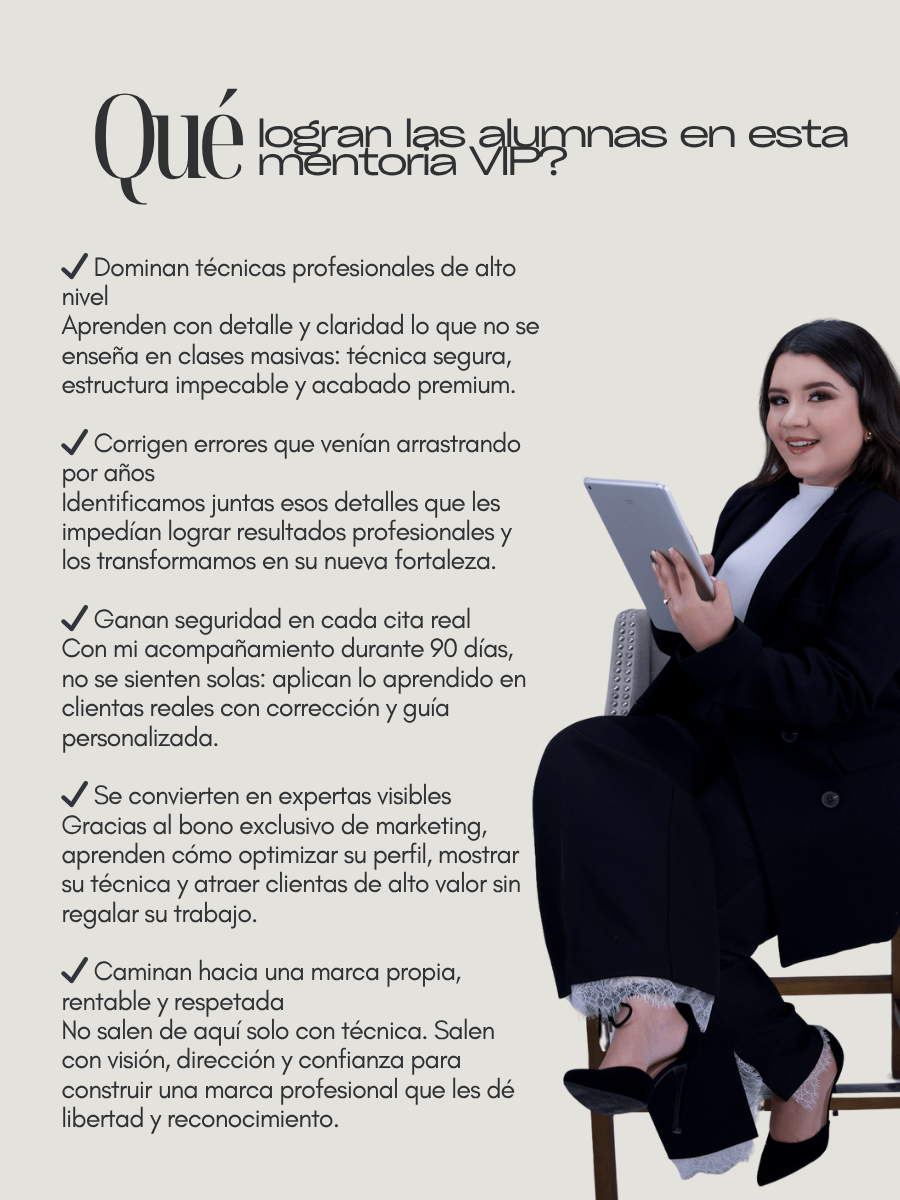 Qué logran las alumnas en esta
mentoria VIP?
✔ Dominan técnicas profesionales de alto
nivel
Aprenden con detalle y claridad lo que no se
enseña en clases masivas: técnica segura,
estructura impecable y acabado premium.
✔ Corrigen errores que venían arrastrando
por años
Identificamos juntas esos detalles que les
impedían lograr resultados profesionales y
los transformamos en su nueva fortaleza.
✔ Ganan seguridad en cada cita real
Con mi acompañamiento durante 90 días,
no se sienten solas: aplican lo aprendido en
clientas reales con corrección y guía
personalizada.
✔ Se convierten en expertas visibles
Gracias al bono exclusivo de marketing,
aprenden cómo optimizar su perfil, mostrar
su técnica y atraer clientas de alto valor sin
regalar su trabajo.
✔ Caminan hacia una marca propia,
rentable y respetada
No salen de aquí solo con técnica. Salen
con visión, dirección y confianza para
construir una marca profesional que les dé
libertad y reconocimiento.